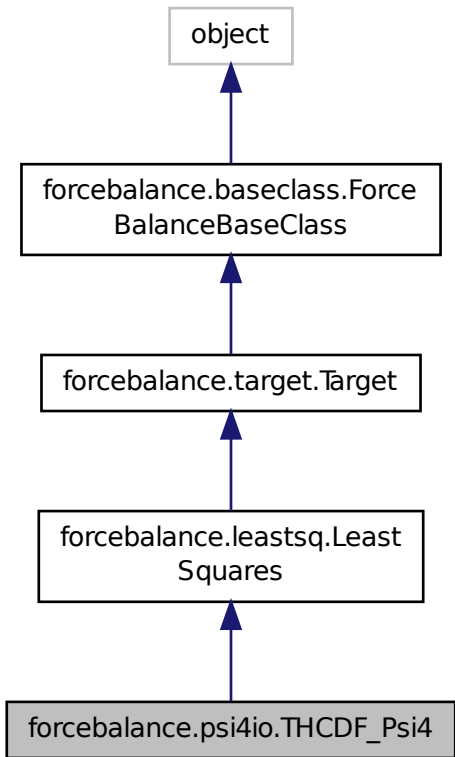 object
forcebalance.baseclass.Force
BalanceBaseClass
forcebalance.target.Target
forcebalance.leastsq.Least
Squares
forcebalance.psi4io.THCDF_Psi4